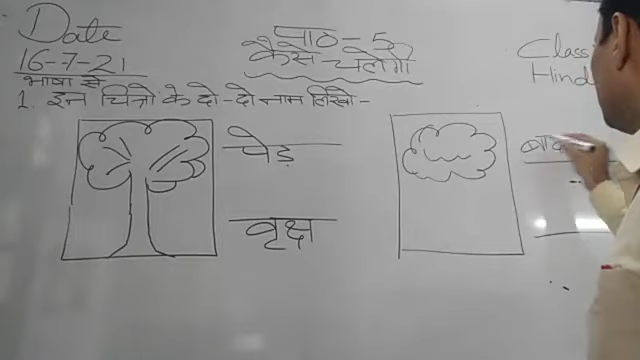 Date
16-7-21
पाठ-5
कैसे चलोगी
Class
Hind
भाषा से
1. इन चित्रों के दो-दो नाम लिखो-
पेड़
वृक्ष